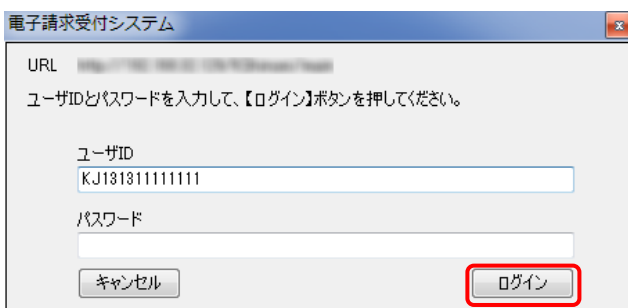 電子請求受付システム
URL
ユーザIDとパスワードを入力して、【ログイン】ボタンを押してください。
ユーザID
KJ131311111111
パスワード
キャンセル
ログイン